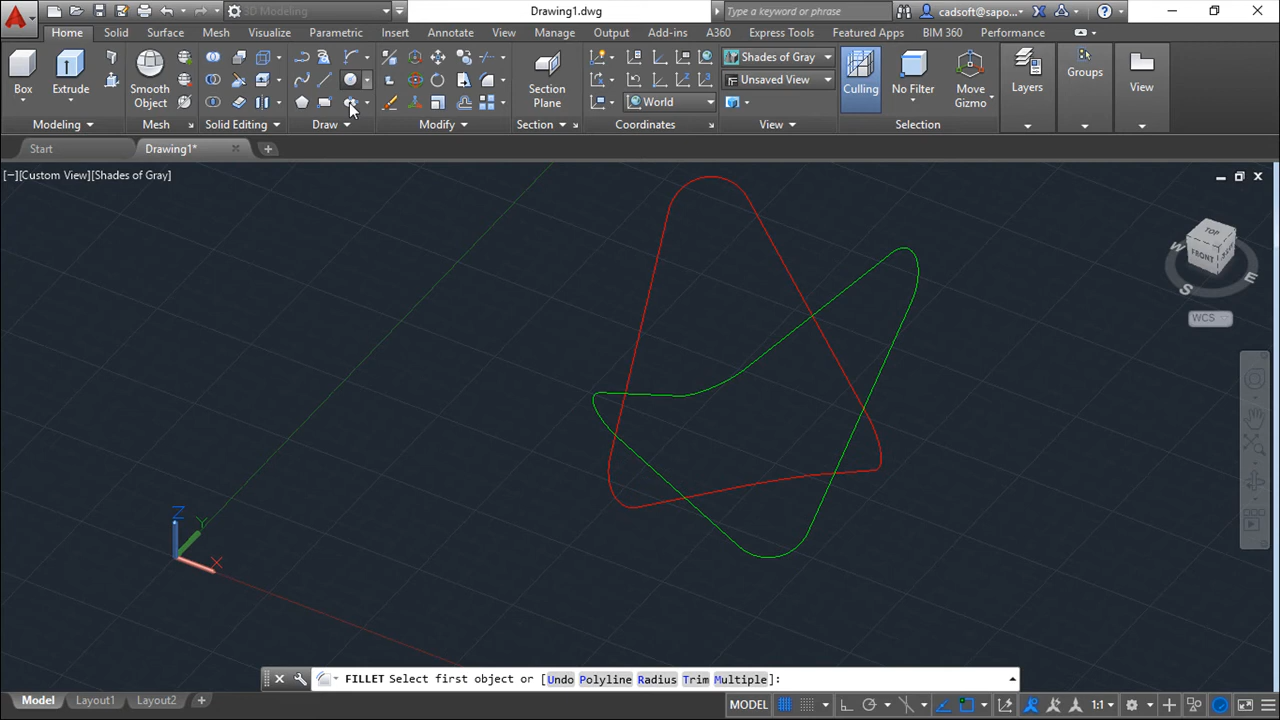 3D Modeling
Drawing1.dwg
Type a keyword or phrase
cadsoft@sapo...
Home Solid Surface Mesh Visualize Parametric Insert Annotate View Manage Output Add-ins A360 Express Tools Featured Apps BIM 360 Performance
Shades of Gray
Unsaved View
World
Box
Extrude
Smooth
Object
Section
Plane
Culling
No Filter
Move
Gizmo
Layers
Groups
View
Modeling
Mesh
Solid Editing
Draw
Modify
Section
Coordinates
View
Selection
Start
Drawing1*
[−][Custom View][Shades of Gray]
TOP
FRONT
W
S
E
WCS
Z
Y
X
FILLET Select first object or [Undo Polyline Radius Trim Multiple]:
Model
Layout1
Layout2
MODEL
1:1